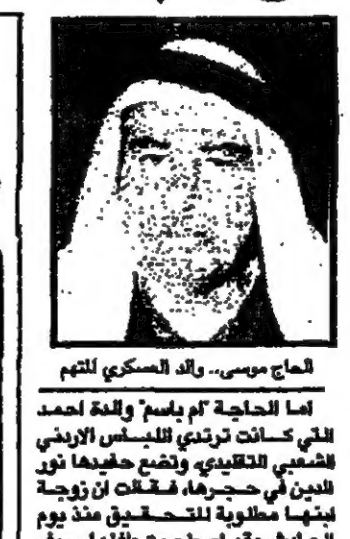 الحاج موسى.. والد العسكري المتهم
اما الحاجة "ام باسم" والدة احمد
التي كانت ترتدي اللباس الاردني
الشعبي التقليدي، وتضع حفيدها نور
الدين في حجرها، فقالت ان زوجة
ابنها مطلوبة للتحقيق منذ يوم